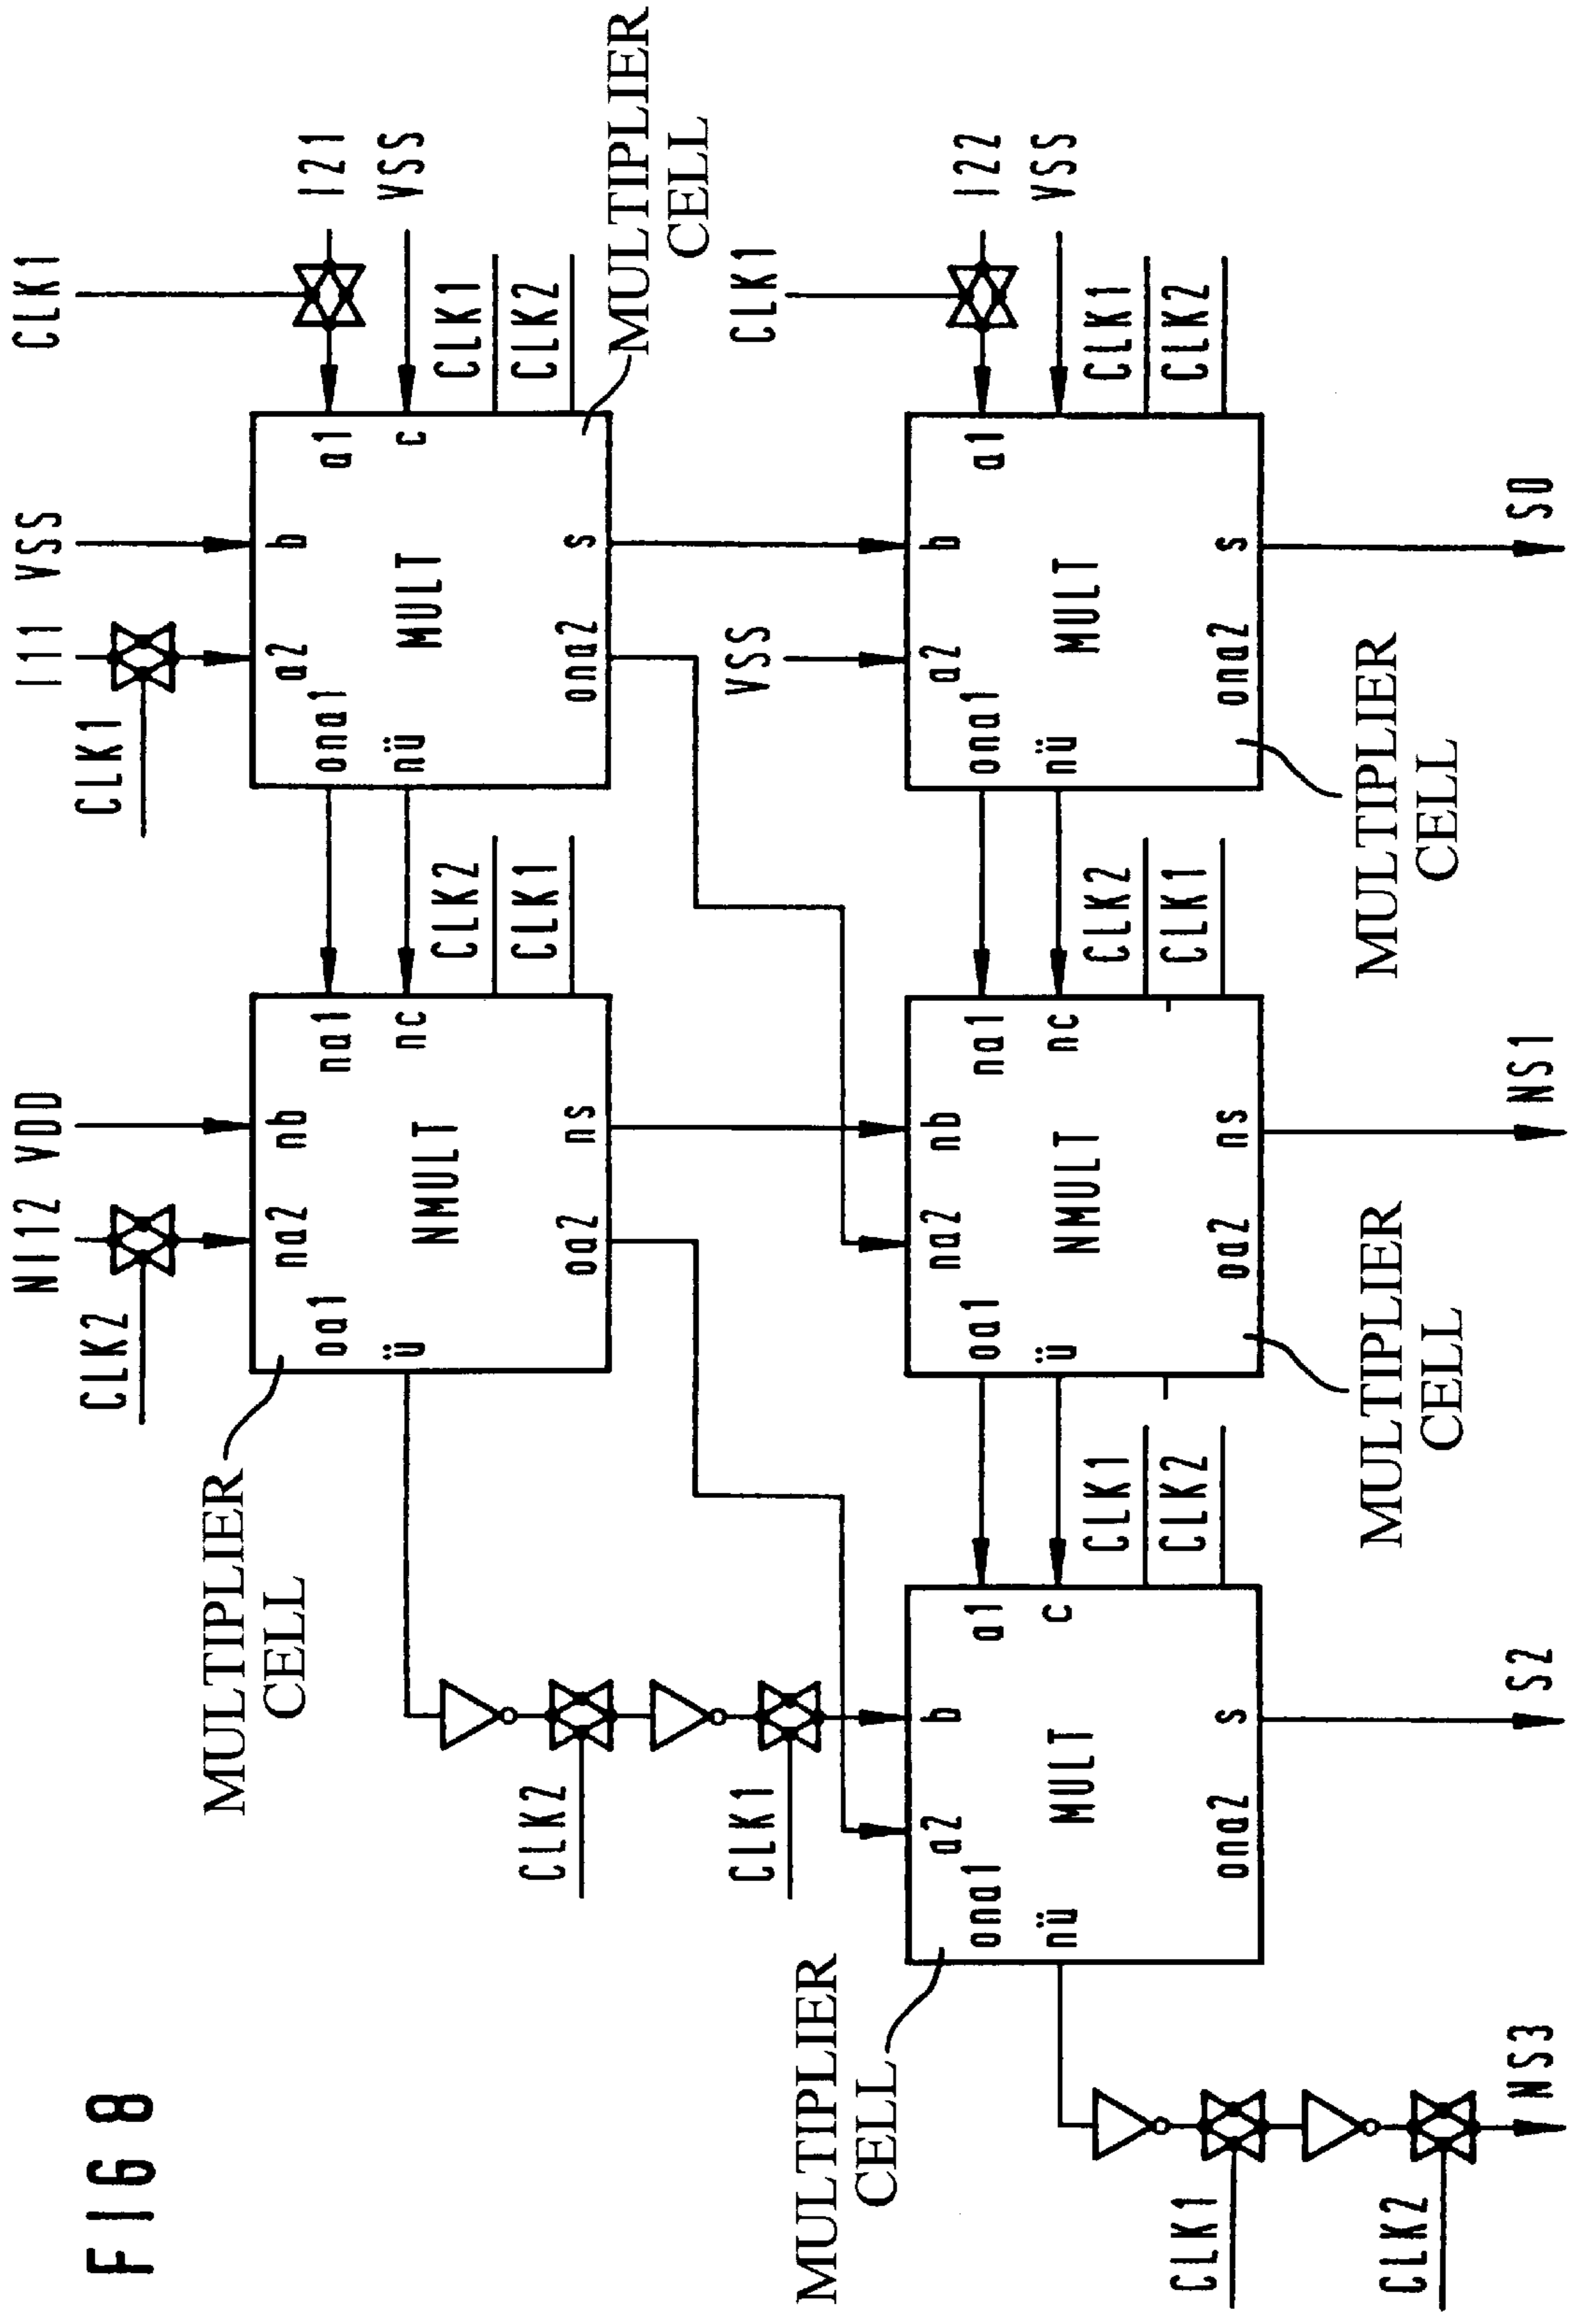 FIG 8
NI12 VDD
I11 VSS
CLK1
CLK2
CLK1
I21
VSS
MULTIPLIER
CELL
oa1
na2
nb
na1
ü
NMULT
nc
oa2
ns
CLK2
CLK1
ona1
a2
b
a1
nü
MULT
c
ona2
s
CLK1
CLK2
MULTIPLIER
CELL
CLK2
CLK1
VSS
CLK1
I22
VSS
MULTIPLIER
CELL
ona1
a2
b
a1
nü
MULT
c
ona2
s
CLK1
CLK2
oa1
na2
nb
na1
ü
NMULT
nc
oa2
ns
CLK2
CLK1
ona1
a2
b
a1
nü
MULT
c
ona2
s
CLK1
CLK2
MULTIPLIER
CELL
MULTIPLIER
CELL
CLK1
CLK2
NS3
S2
NS1
S0